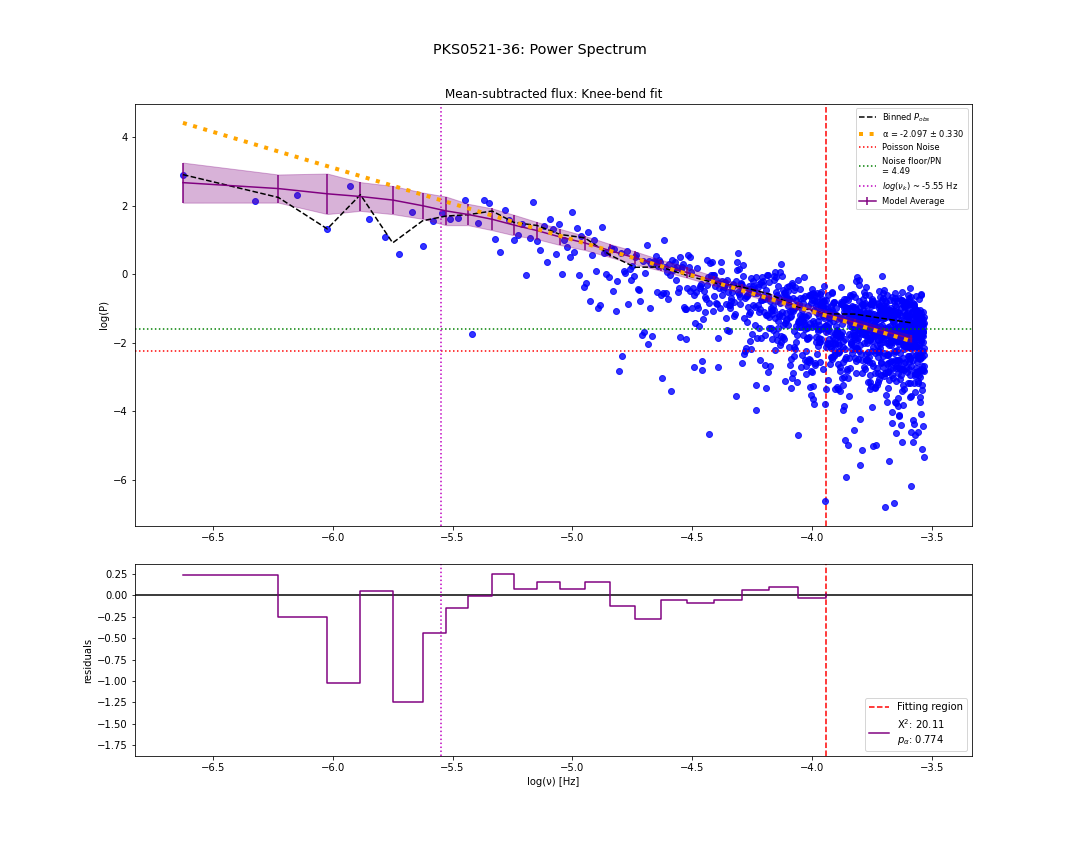 PKS0521-36: Power Spectrum
Mean-subtracted flux: Knee-bend fit
Binned P_obs
α = -2.097 ± 0.330
Poisson Noise
Noise floor/PN
= 4.49
log(ν_k) ~ -5.55 Hz
Model Average
log(P)
4
2
0
−2
−4
−6
−6.5
−6.0
−5.5
−5.0
−4.5
−4.0
−3.5
residuals
0.25
0.00
−0.25
−0.50
−0.75
−1.00
−1.25
−1.50
−1.75
Fitting region
X²: 20.11
p_α: 0.774
−6.5
−6.0
−5.5
−5.0
−4.5
−4.0
−3.5
log(ν) [Hz]